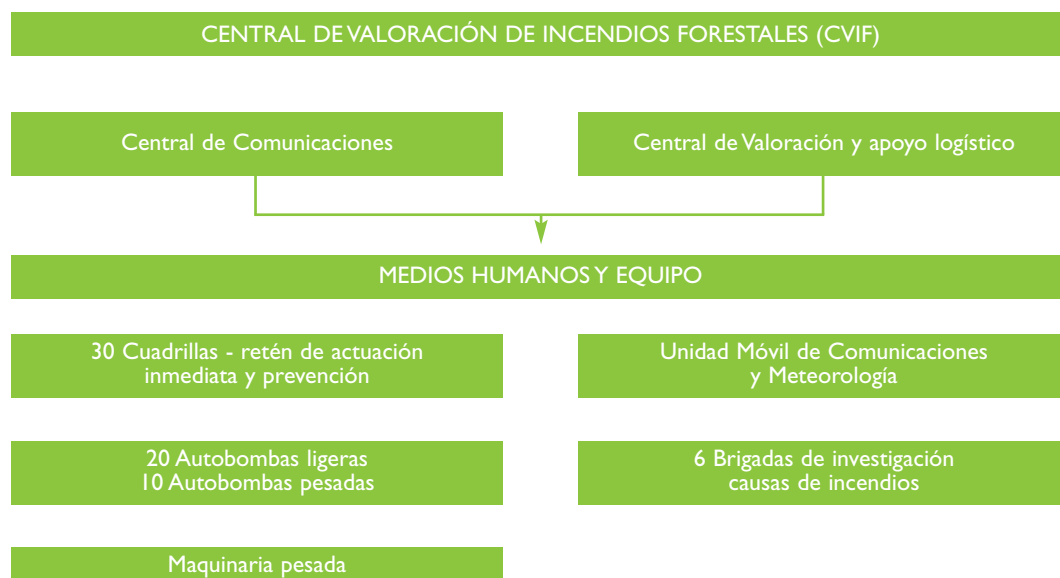 CENTRAL DE VALORACIÓN DE INCENDIOS FORESTALES (CVIF)
Central de Comunicaciones
Central de Valoración y apoyo logístico
MEDIOS HUMANOS Y EQUIPO
30 Cuadrillas - retén de actuación
inmediata y prevención
Unidad Móvil de Comunicaciones
y Meteorología
20 Autobombas ligeras
10 Autobombas pesadas
6 Brigadas de investigación
causas de incendios
Maquinaria pesada